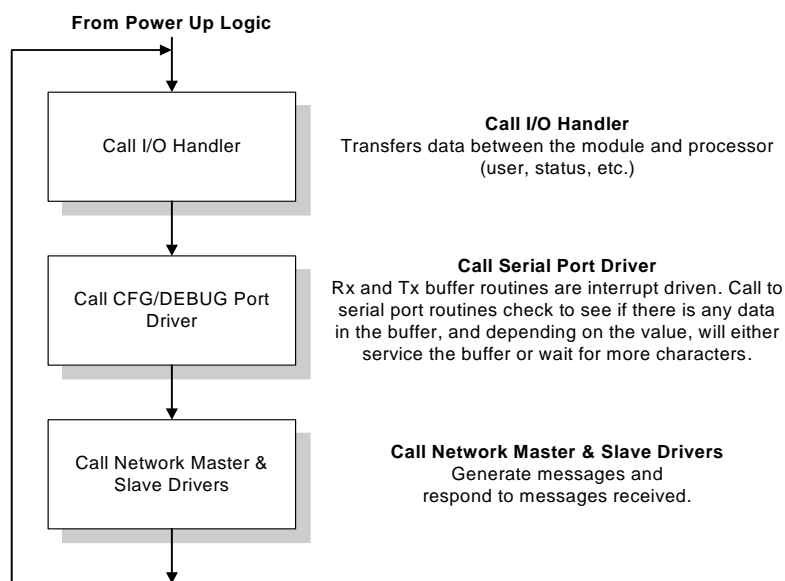 From Power Up Logic
Call I/O Handler
Call I/O Handler
Transfers data between the module and processor
(user, status, etc.)
Call CFG/DEBUG Port
Driver
Call Serial Port Driver
Rx and Tx buffer routines are interrupt driven. Call to
serial port routines check to see if there is any data
in the buffer, and depending on the value, will either
service the buffer or wait for more characters.
Call Network Master &
Slave Drivers
Call Network Master & Slave Drivers
Generate messages and
respond to messages received.